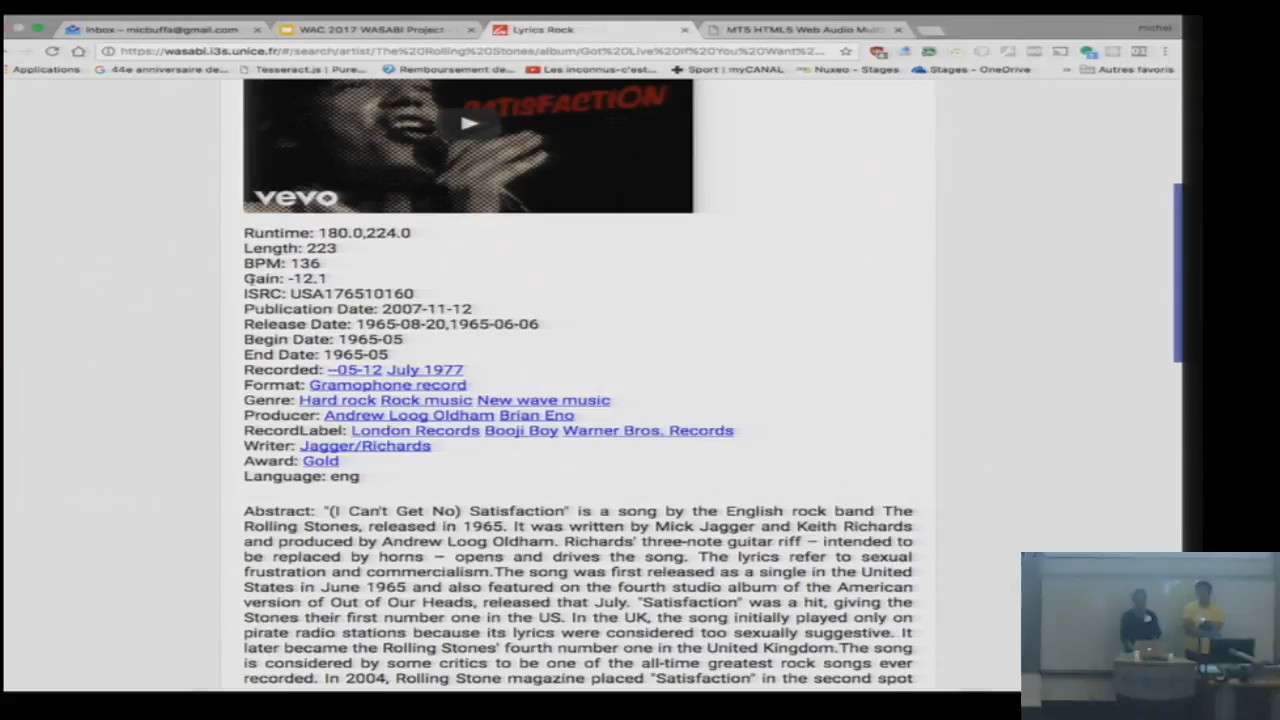 Inbox - micbuffa@gmail.com
WAC 2017 WASABI Project -
Lyrics Rock
MT5 HTML5 Web Audio Mult
michel
https://wasabi.i3s.unice.fr/#/search/artist/The%20Rolling%20Stones/album/Got%20Live%20If%20You%20Want%2...
Applications
44e anniversaire de...
Tesseract.js | Pure...
Remboursement de...
Les inconnus-c'est...
Sport | myCANAL
Nuxeo - Stages
Stages - OneDrive
Autres favoris
SATISFACTION
vevo
Runtime: 180.0,224.0
Length: 223
BPM: 136
Gain: -12.1
ISRC: USA176510160
Publication Date: 2007-11-12
Release Date: 1965-08-20,1965-06-06
Begin Date: 1965-05
End Date: 1965-05
Recorded: --05-12 July 1977
Format: Gramophone record
Genre: Hard rock Rock music New wave music
Producer: Andrew Loog Oldham Brian Eno
RecordLabel: London Records Booji Boy Warner Bros. Records
Writer: Jagger/Richards
Award: Gold
Language: eng
Abstract: "(I Can't Get No) Satisfaction" is a song by the English rock band The
Rolling Stones, released in 1965. It was written by Mick Jagger and Keith Richards
and produced by Andrew Loog Oldham. Richards' three-note guitar riff – intended to
be replaced by horns – opens and drives the song. The lyrics refer to sexual
frustration and commercialism.The song was first released as a single in the United
States in June 1965 and also featured on the fourth studio album of the American
version of Out of Our Heads, released that July. "Satisfaction" was a hit, giving the
Stones their first number one in the US. In the UK, the song initially played only on
pirate radio stations because its lyrics were considered too sexually suggestive. It
later became the Rolling Stones' fourth number one in the United Kingdom.The song
is considered by some critics to be one of the all-time greatest rock songs ever
recorded. In 2004, Rolling Stone magazine placed "Satisfaction" in the second spot